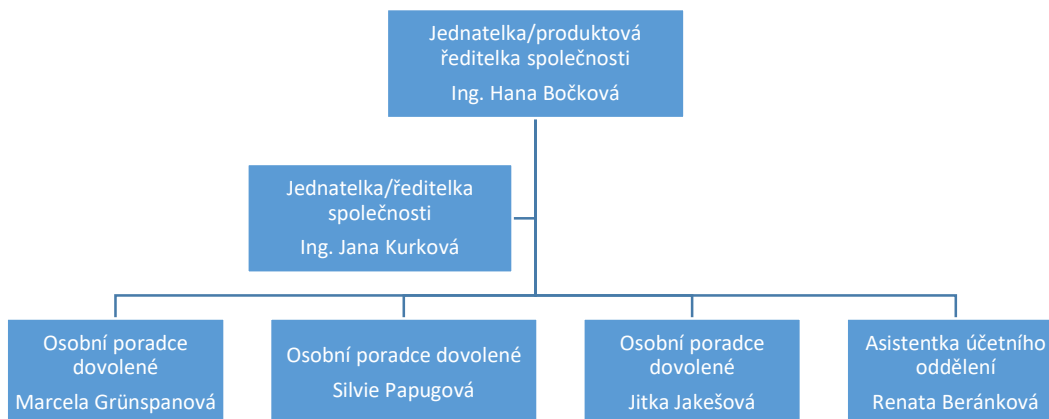 Jednatelka/produktová
ředitelka společnosti
Ing. Hana Bočková
Jednatelka/ředitelka
společnosti
Ing. Jana Kurková
Osobní poradce
dovolené
Marcela Grünspanová
Osobní poradce dovolené
Silvie Papugová
Osobní poradce
dovolené
Jitka Jakešová
Asistentka účetního
oddělení
Renata Beránková